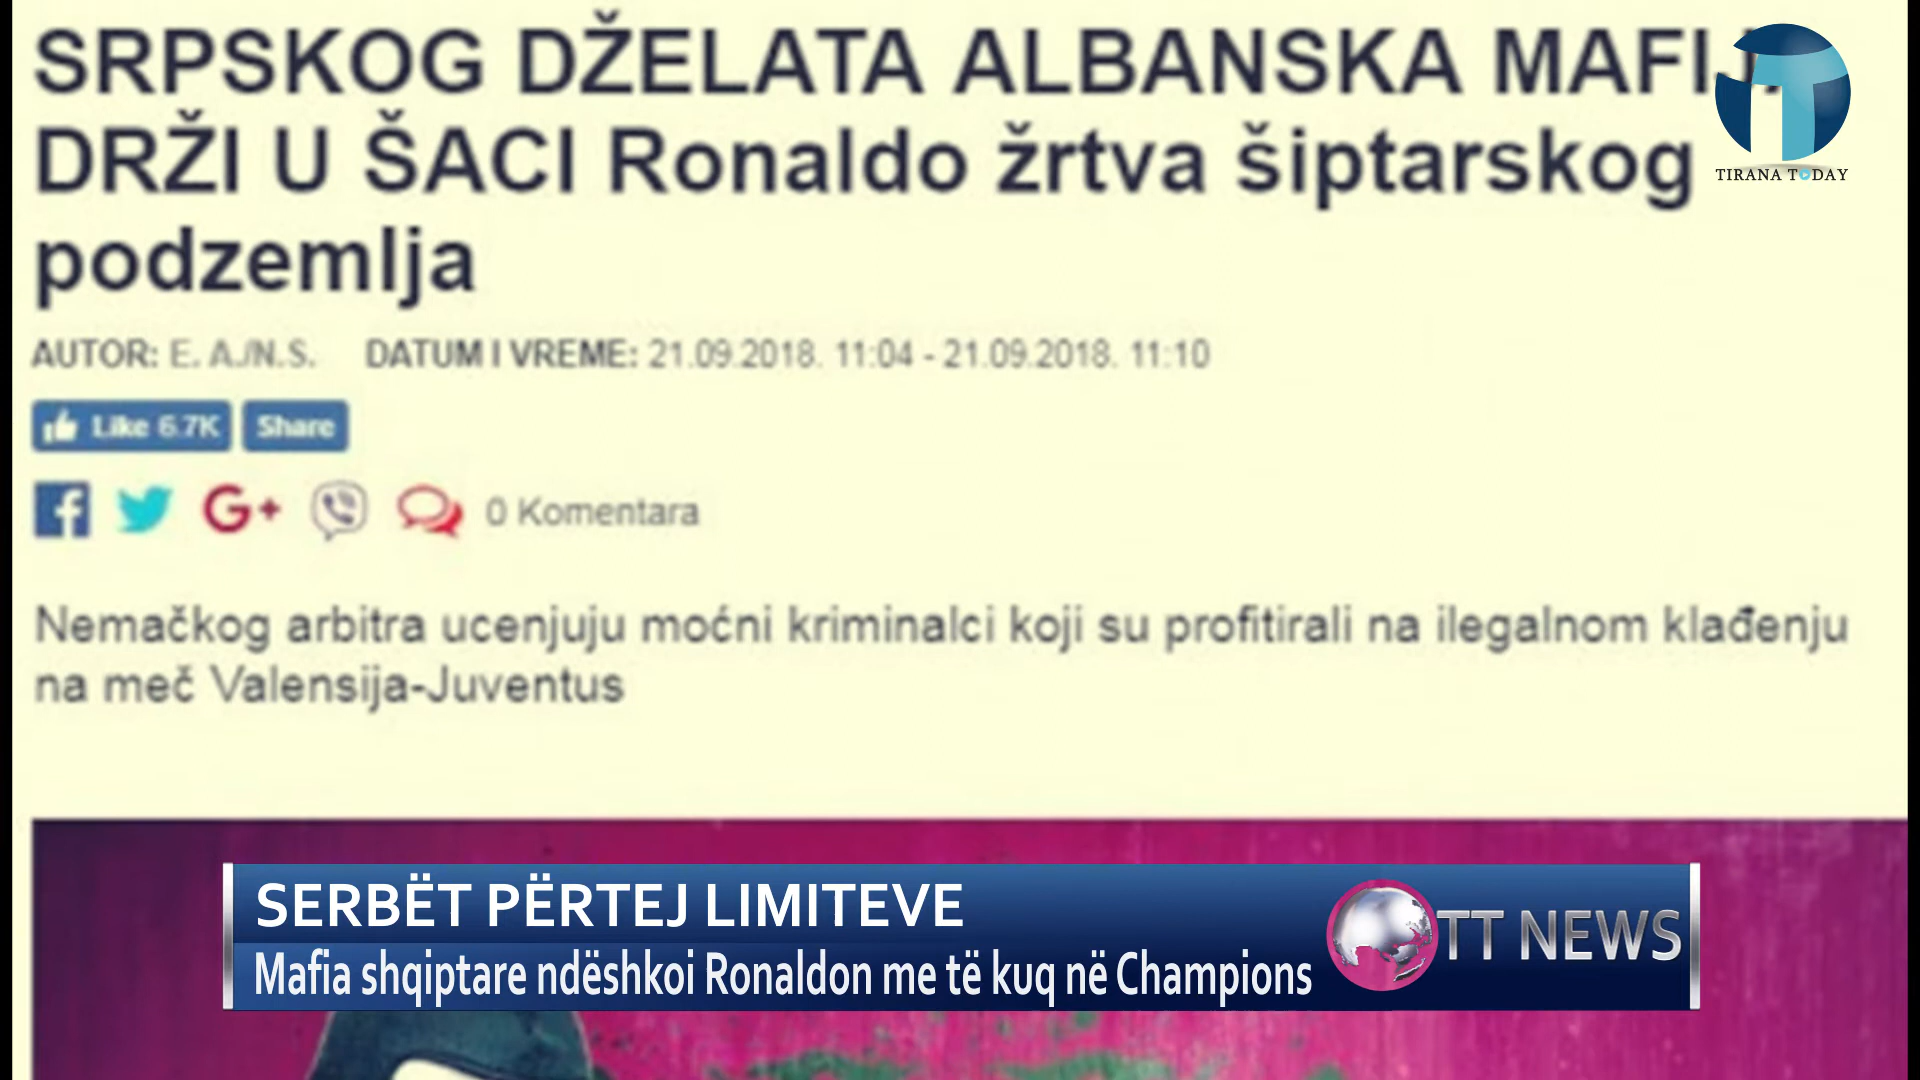 SRPSKOG DŽELATA ALBANSKA MAFIJA
DRŽI U ŠACI Ronaldo žrtva šiptarskog
podzemlja
TIRANA TODAY
AUTOR: E. A./N.S. DATUM I VREME: 21.09.2018. 11:04 - 21.09.2018. 11:10
Like 6.7K Share
G+ 0 Komentara
Nemačkog arbitra ucenjuju moćni kriminalci koji su profitirali na ilegalnom klađenju
na meč Valensija-Juventus
SERBËT PËRTEJ LIMITEVE
Mafia shqiptare ndëshkoi Ronaldon me të kuq në Champions
TT NEWS